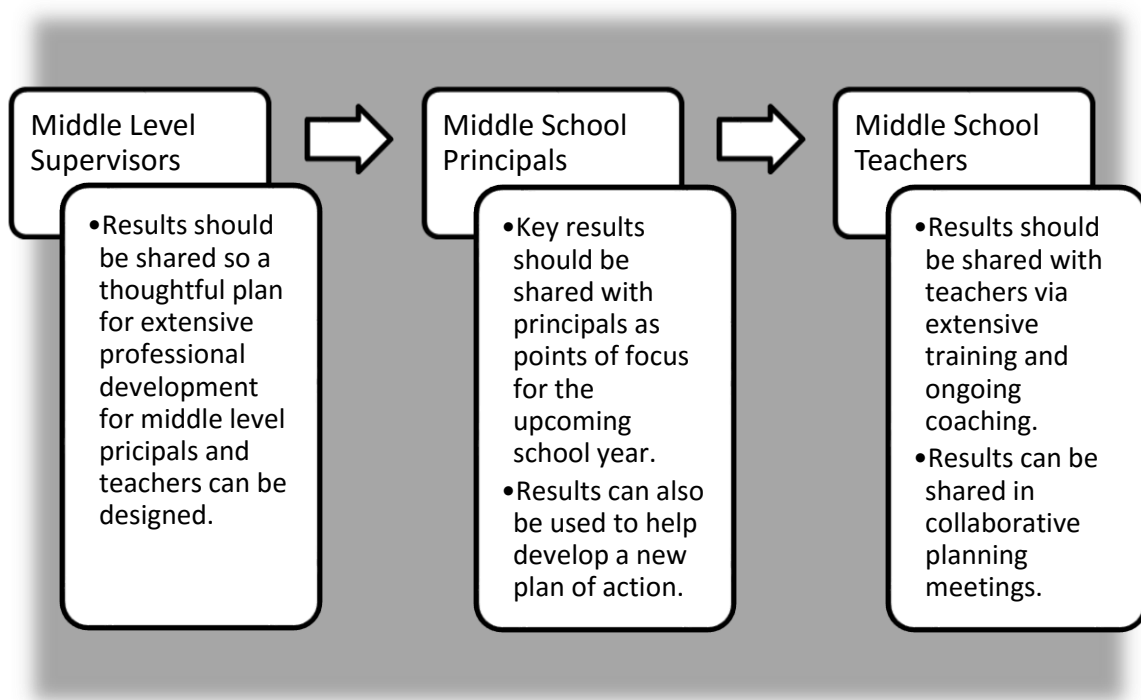 Middle Level
Supervisors
•Results should
be shared so a
thoughtful plan
for extensive
professional
development
for middle level
pricipals and
teachers can be
designed.
Middle School
Principals
•Key results
should be
shared with
principals as
points of focus
for the
upcoming
school year.
•Results can also
be used to help
develop a new
plan of action.
Middle School
Teachers
•Results should
be shared with
teachers via
extensive
training and
ongoing
coaching.
•Results can be
shared in
collaborative
planning
meetings.